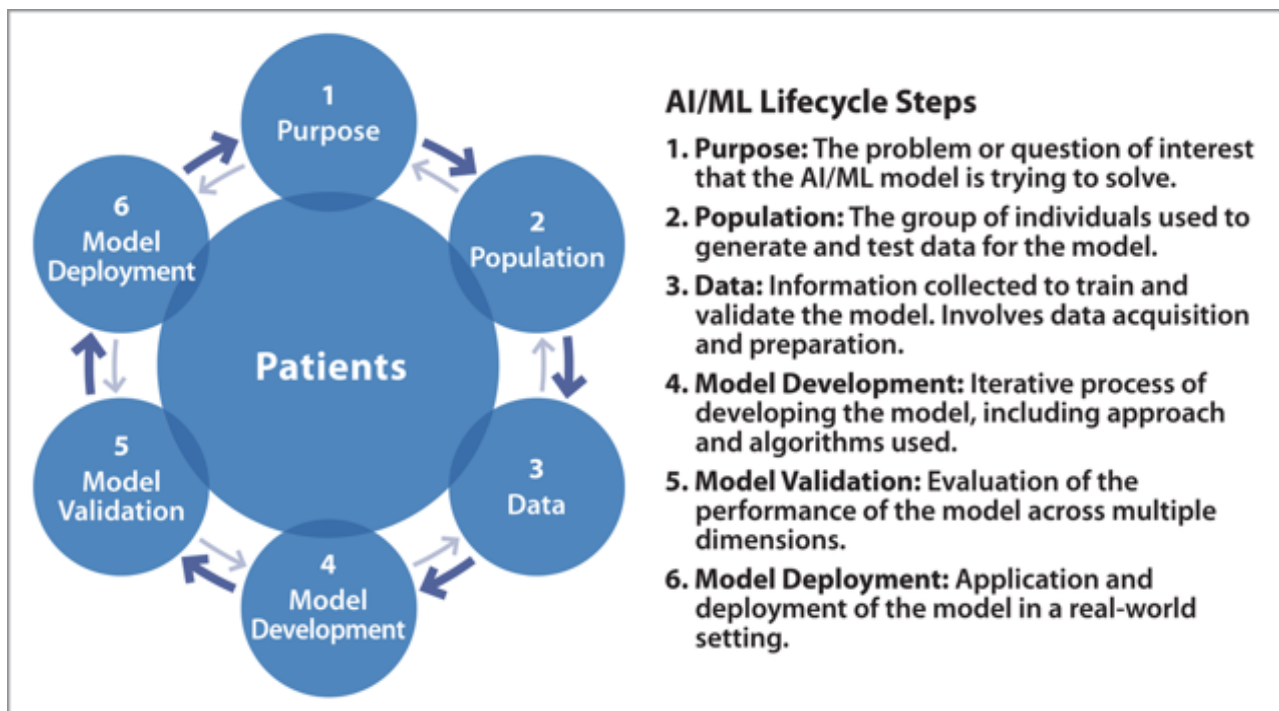 1
Purpose
2
Population
3
Data
4
Model
Development
5
Model
Validation
6
Model
Deployment
Patients
AI/ML Lifecycle Steps
1. Purpose: The problem or question of interest
that the AI/ML model is trying to solve.
2. Population: The group of individuals used to
generate and test data for the model.
3. Data: Information collected to train and
validate the model. Involves data acquisition
and preparation.
4. Model Development: Iterative process of
developing the model, including approach
and algorithms used.
5. Model Validation: Evaluation of the
performance of the model across multiple
dimensions.
6. Model Deployment: Application and
deployment of the model in a real-world
setting.